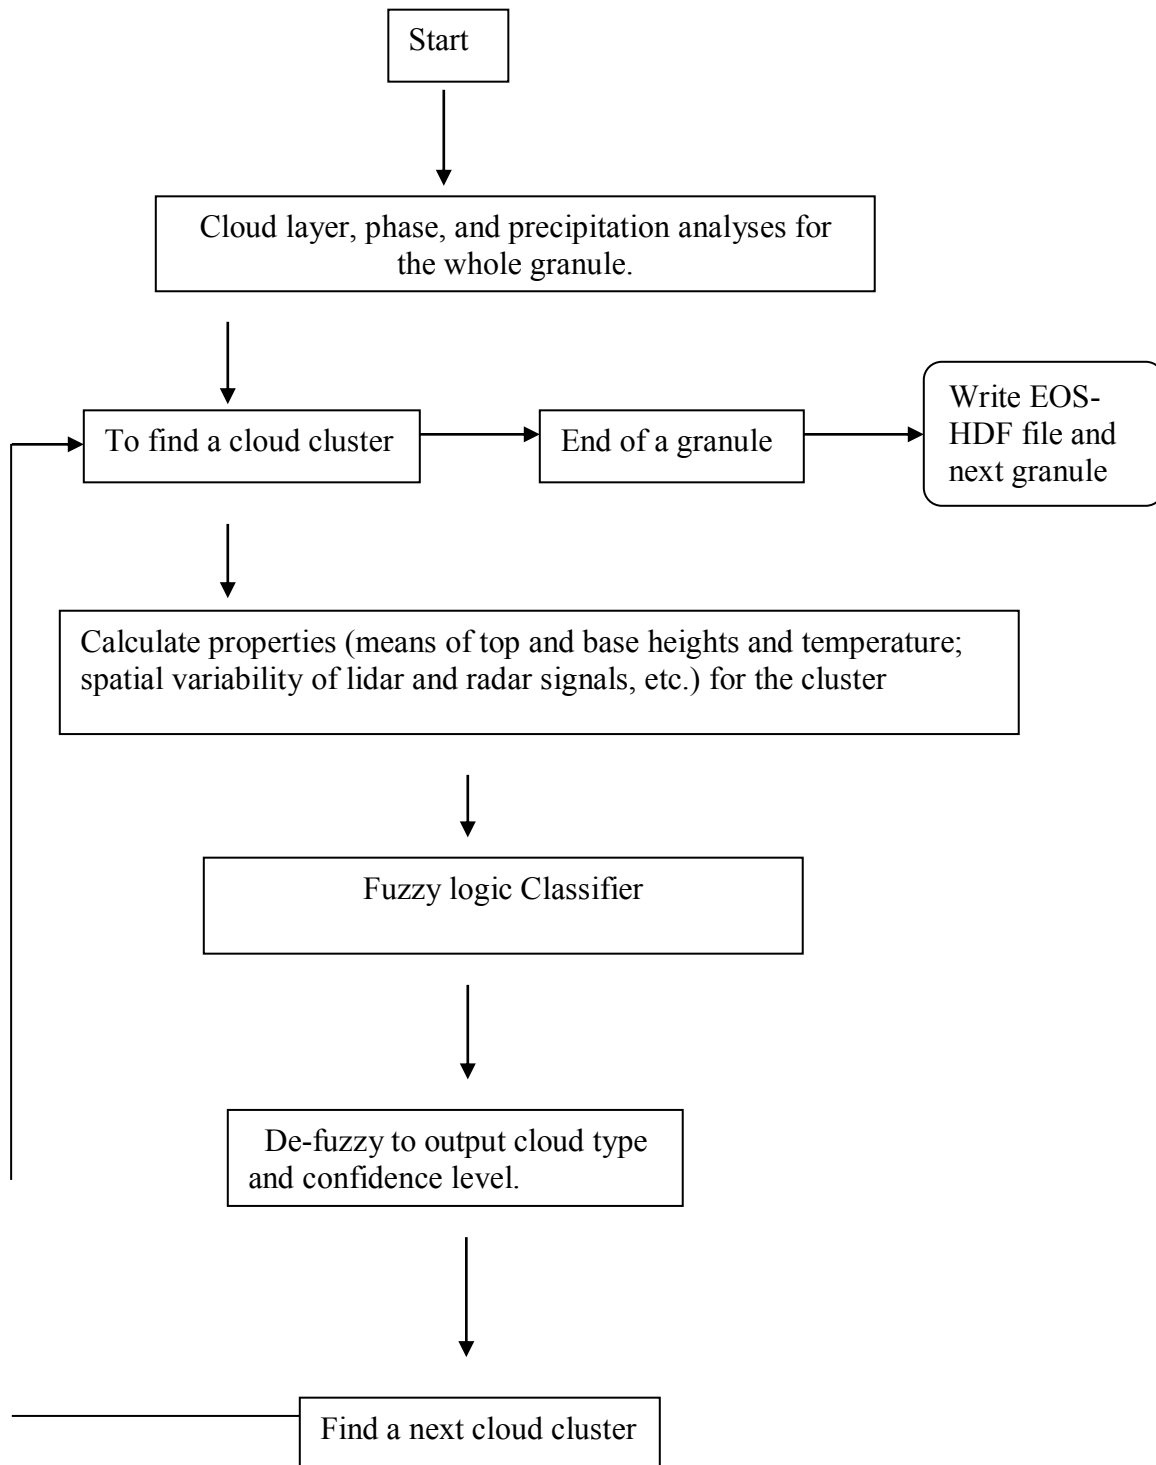 Start
Cloud layer, phase, and precipitation analyses for
the whole granule.
To find a cloud cluster
End of a granule
Write EOS-
HDF file and
next granule
Calculate properties (means of top and base heights and temperature;
spatial variability of lidar and radar signals, etc.) for the cluster
Fuzzy logic Classifier
De-fuzzy to output cloud type
and confidence level.
Find a next cloud cluster